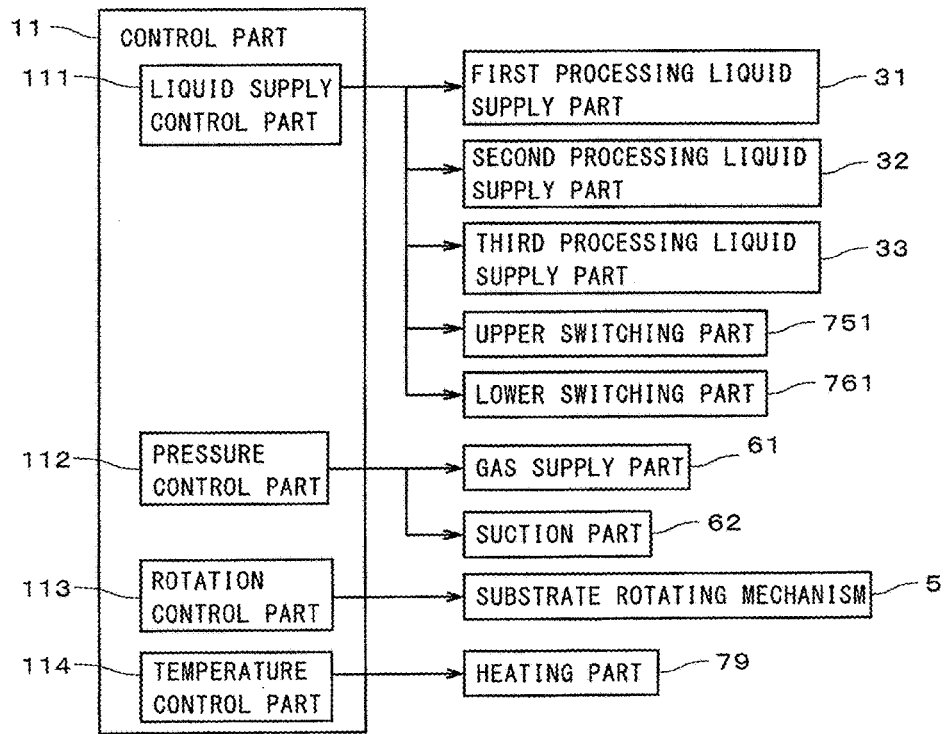 11
CONTROL PART
111
LIQUID SUPPLY
CONTROL PART
FIRST PROCESSING LIQUID
SUPPLY PART
31
SECOND PROCESSING LIQUID
SUPPLY PART
32
THIRD PROCESSING LIQUID
SUPPLY PART
33
UPPER SWITCHING PART
751
LOWER SWITCHING PART
761
112
PRESSURE
CONTROL PART
GAS SUPPLY PART
61
SUCTION PART
62
113
ROTATION
CONTROL PART
SUBSTRATE ROTATING MECHANISM
5
114
TEMPERATURE
CONTROL PART
HEATING PART
79